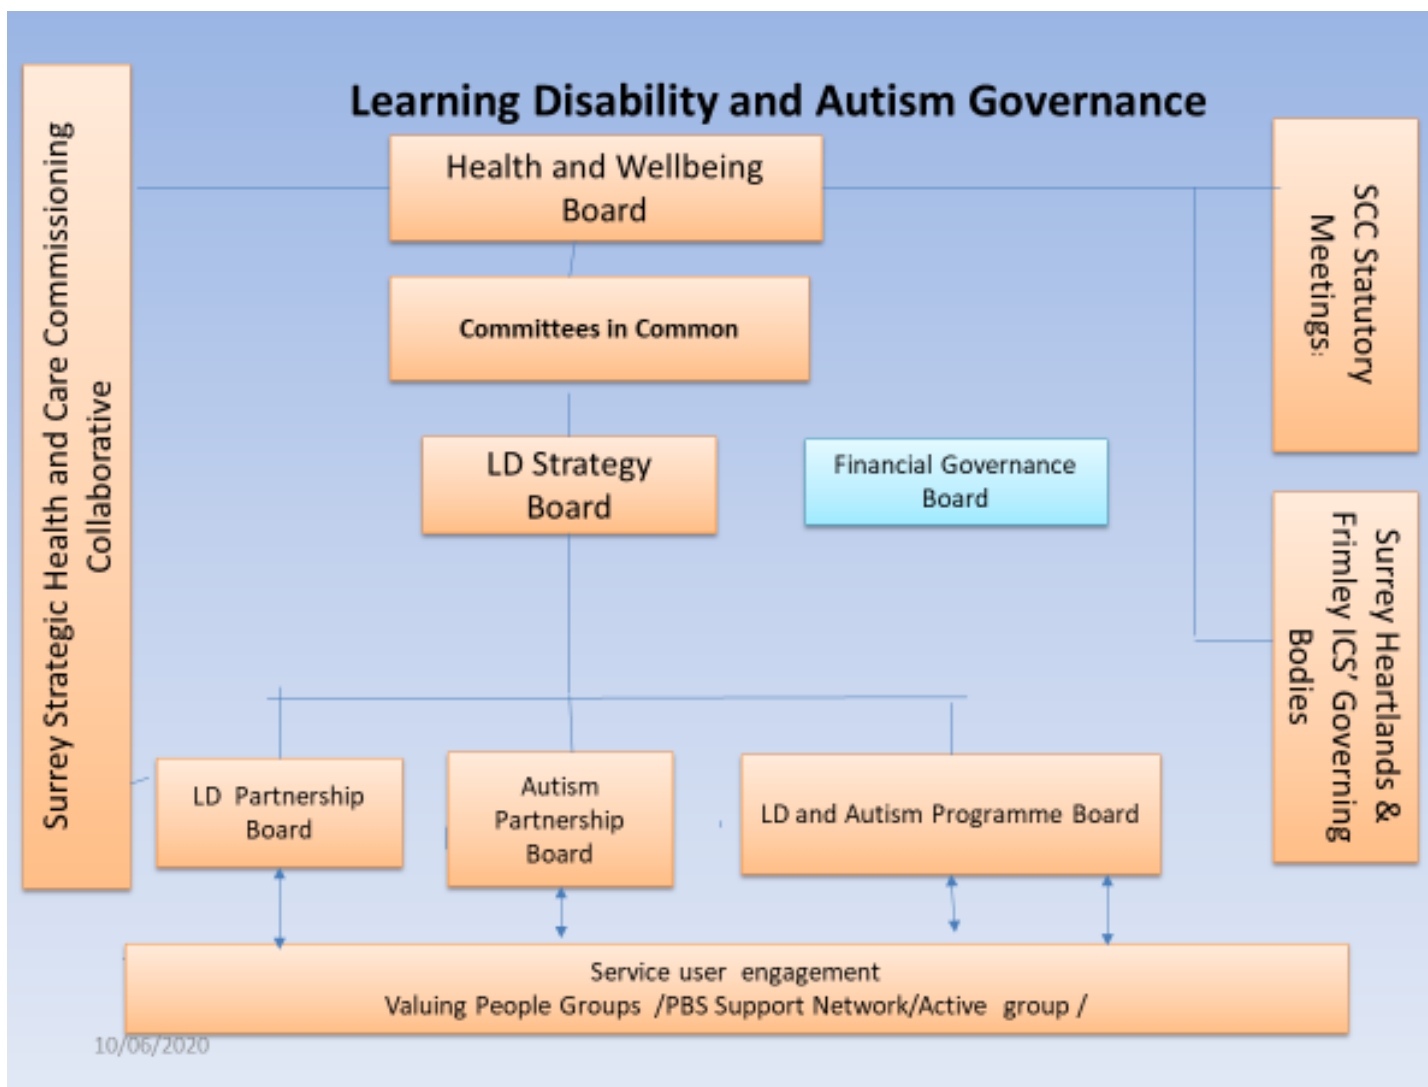 Learning Disability and Autism Governance
Surrey Strategic Health and Care Commissioning
Collaborative
Health and Wellbeing
Board
SCC Statutory
Meetings:
Committees in Common
LD Strategy
Board
Financial Governance
Board
Surrey Heartlands &
Frimley ICS’ Governing
Bodies
LD Partnership
Board
Autism
Partnership
Board
LD and Autism Programme Board
Service user engagement
Valuing People Groups /PBS Support Network/Active group /
10/06/2020